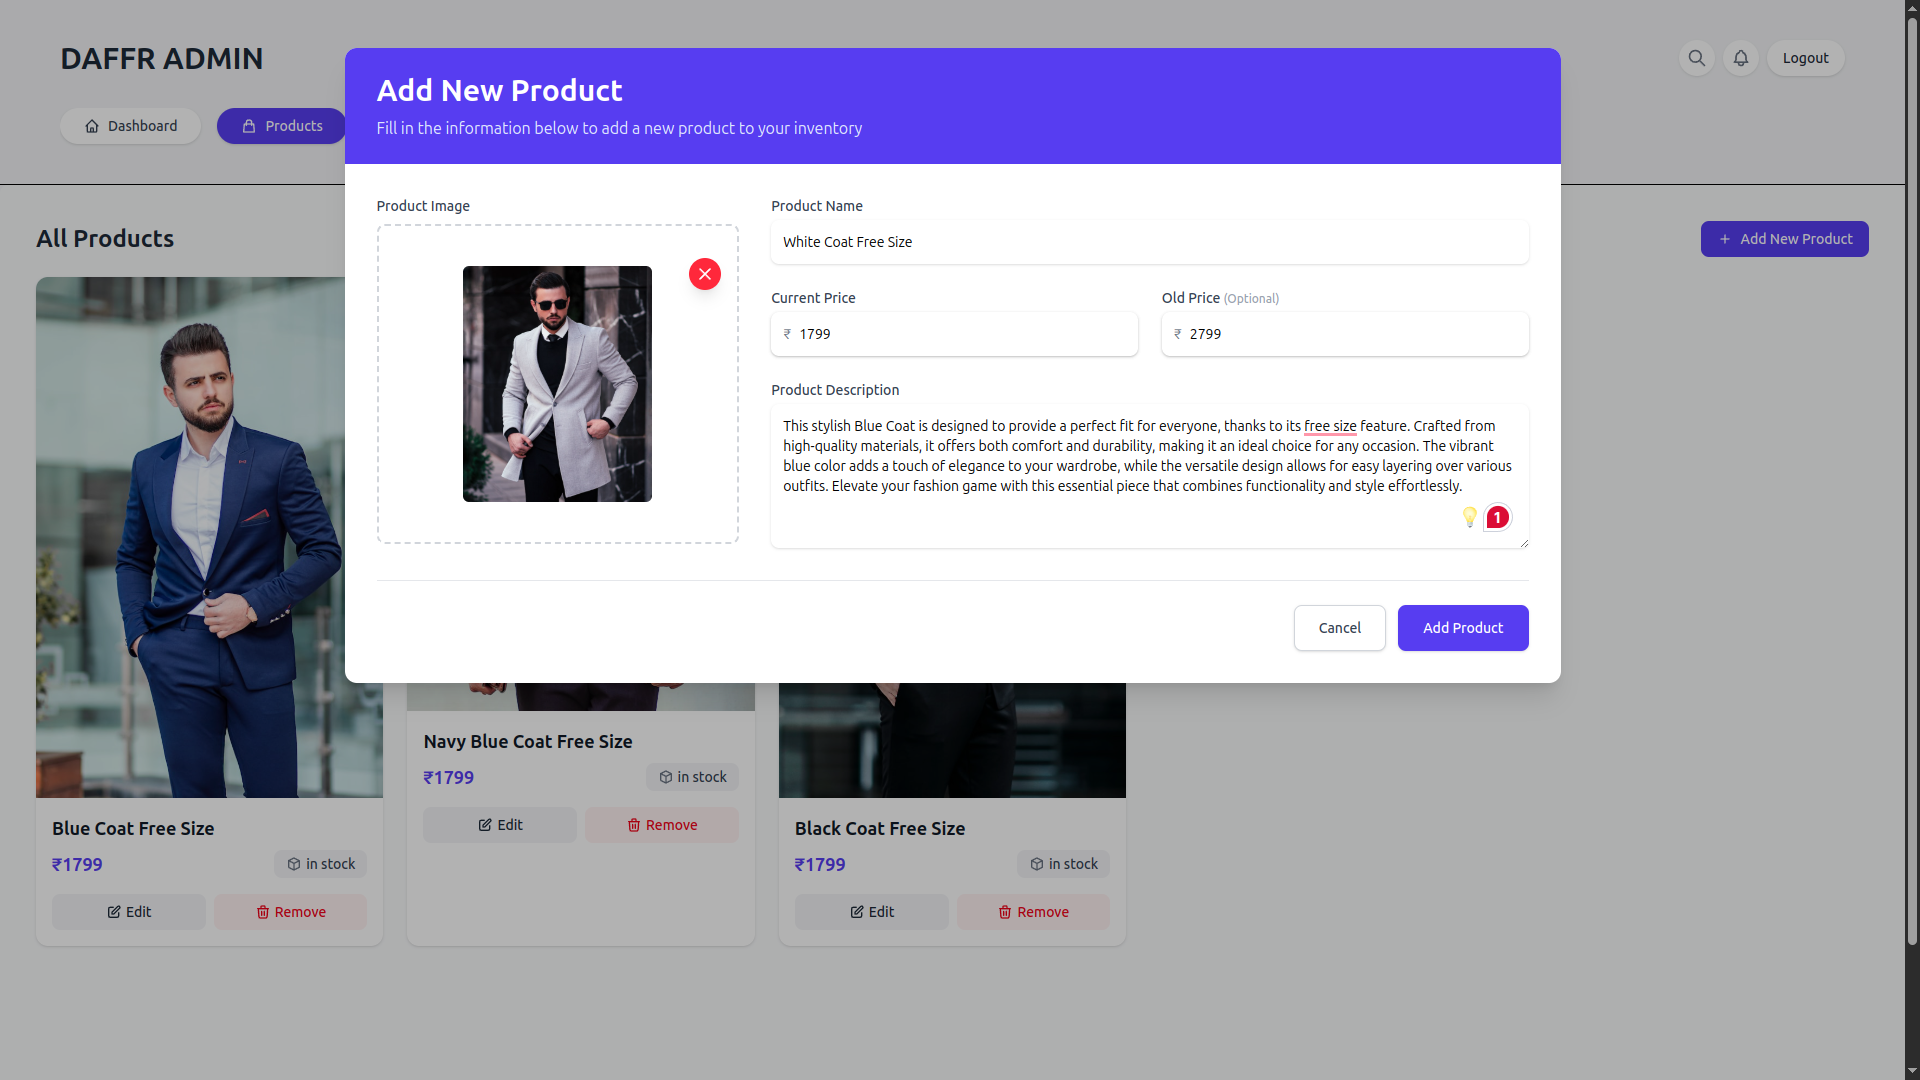 DAFFR ADMIN
Logout
Dashboard
Products
Add New Product
Fill in the information below to add a new product to your inventory
Product Image
Product Name
White Coat Free Size
Current Price
Old Price (Optional)
₹ 1799
₹ 2799
Product Description
This stylish Blue Coat is designed to provide a perfect fit for everyone, thanks to its free size feature. Crafted from
high-quality materials, it offers both comfort and durability, making it an ideal choice for any occasion. The vibrant
blue color adds a touch of elegance to your wardrobe, while the versatile design allows for easy layering over various
outfits. Elevate your fashion game with this essential piece that combines functionality and style effortlessly.
1
Cancel
Add Product
All Products
+ Add New Product
Blue Coat Free Size
₹1799
in stock
Edit
Remove
Navy Blue Coat Free Size
₹1799
in stock
Edit
Remove
Black Coat Free Size
₹1799
in stock
Edit
Remove